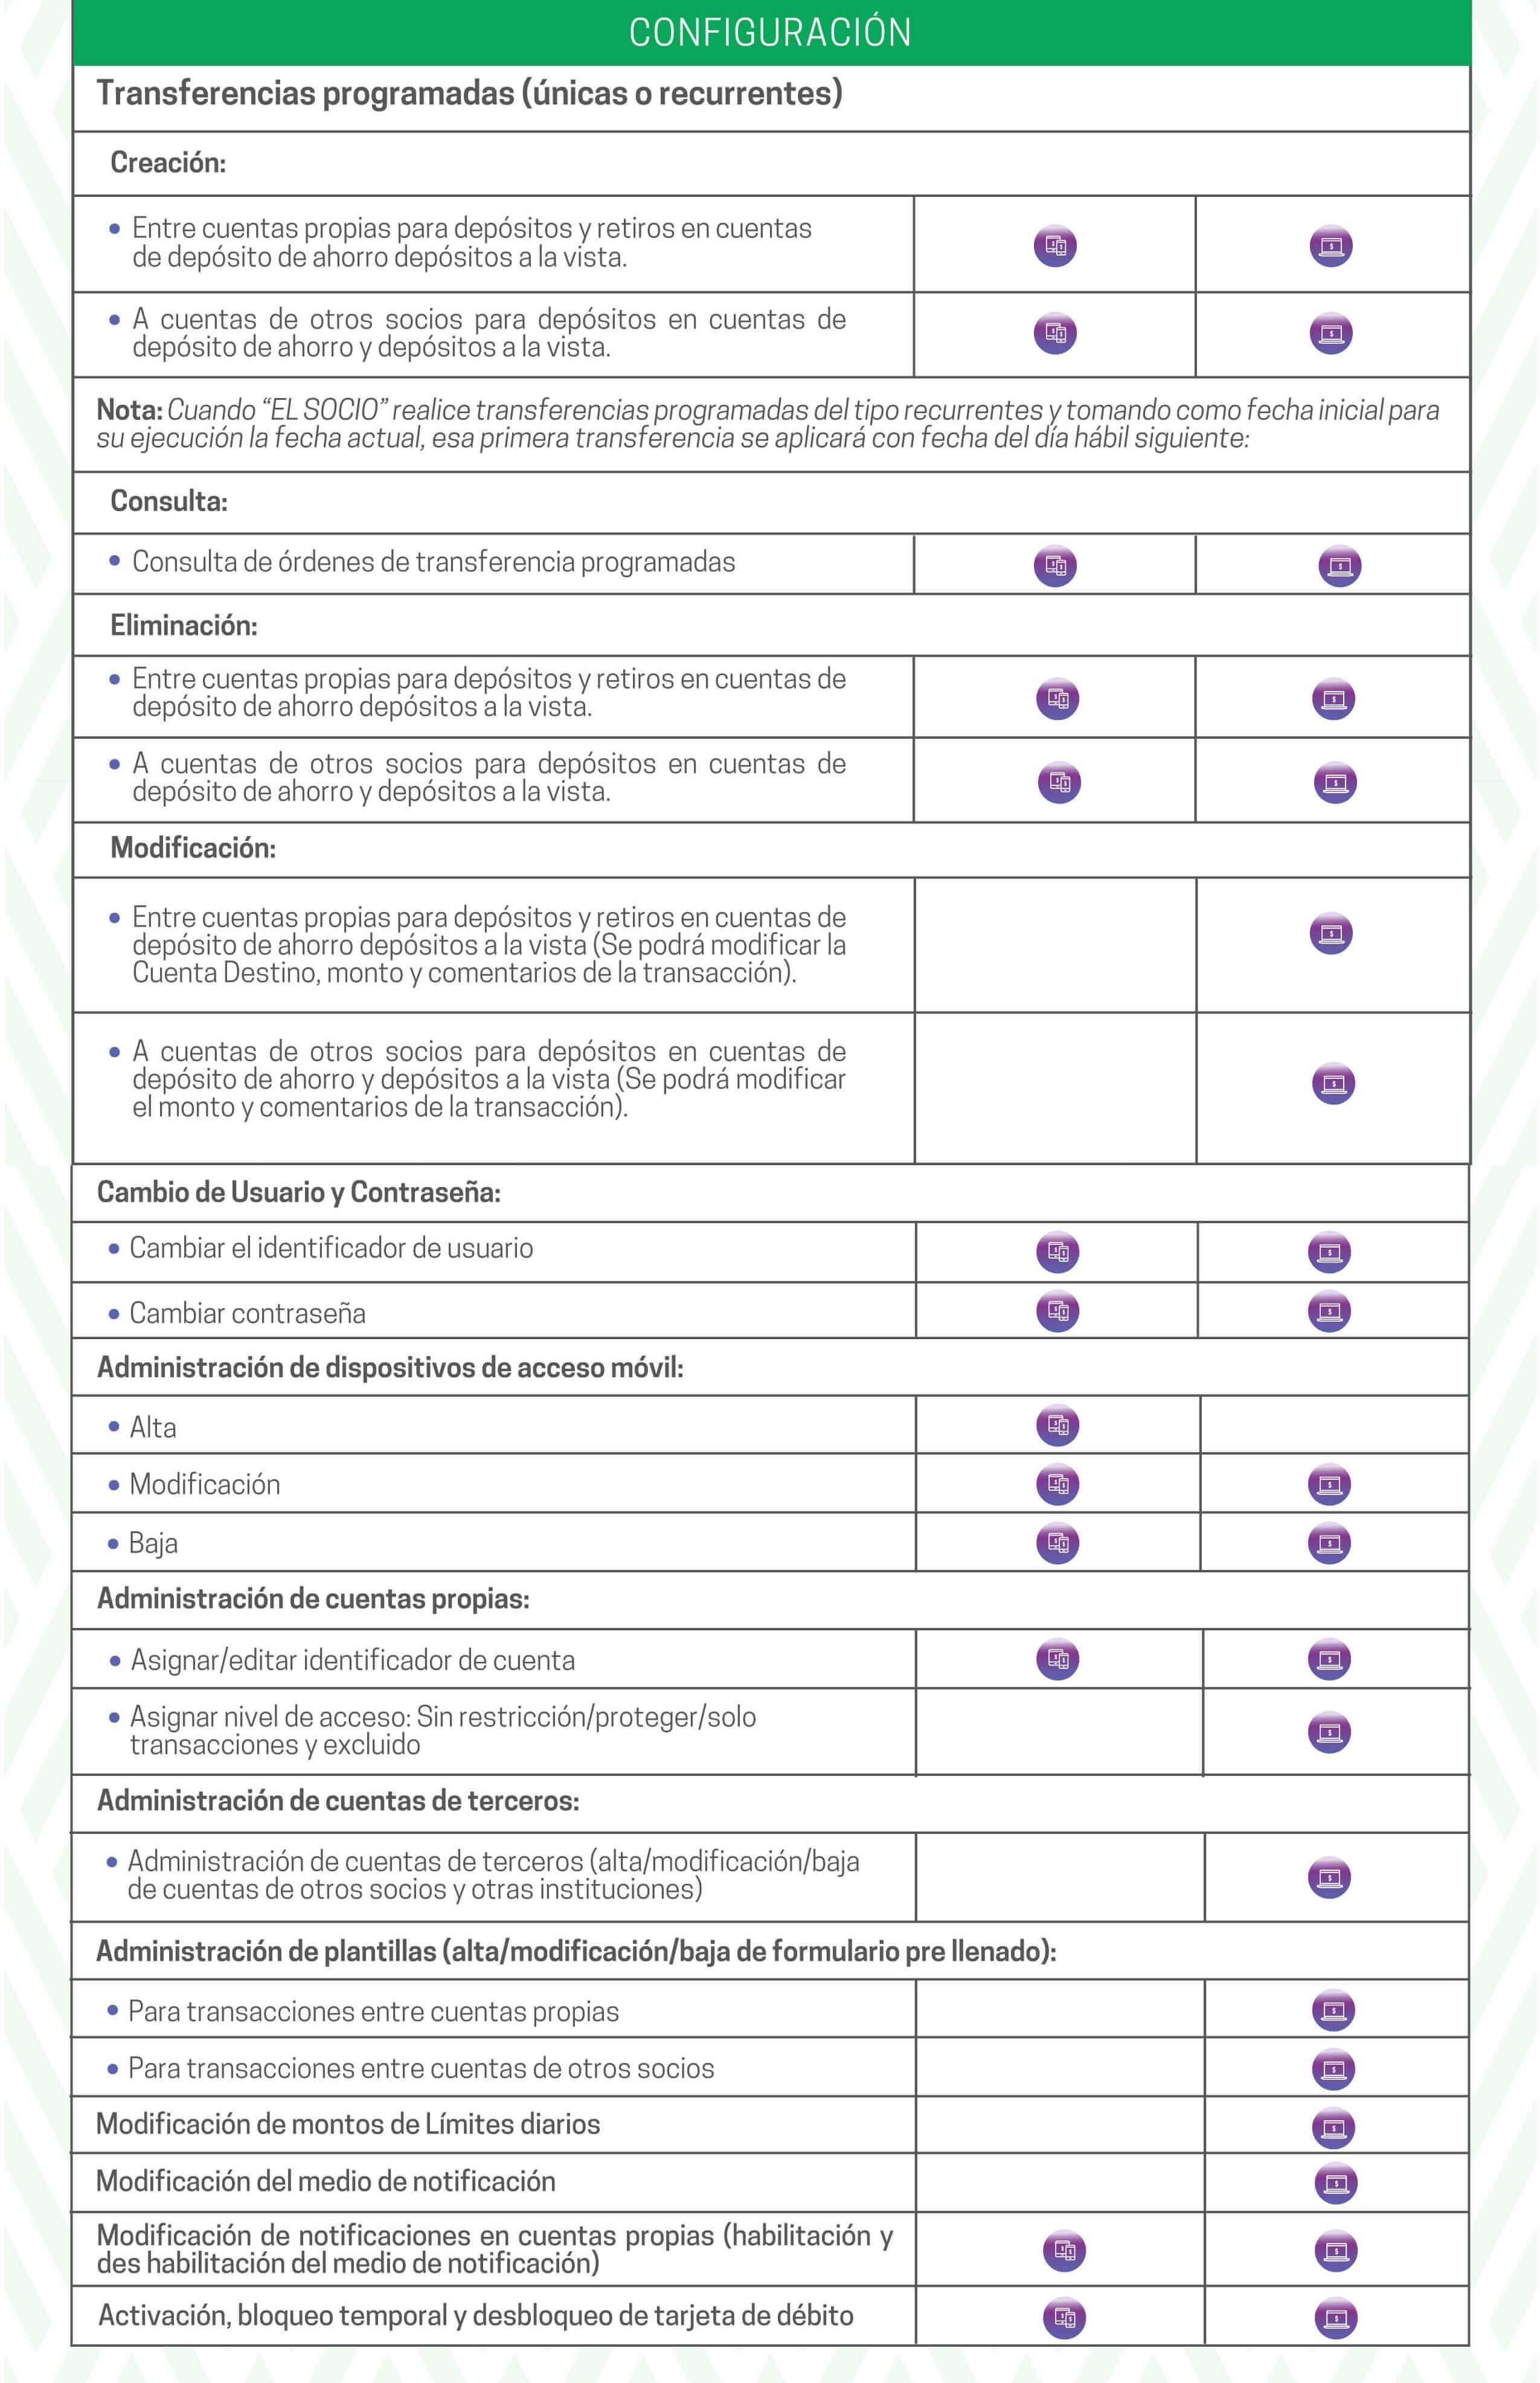 CONFIGURACIÓN
Transferencias programadas (únicas o recurrentes)
Creación:
• Entre cuentas propias para depósitos y retiros en cuentas
de depósito de ahorro depósitos a la vista.
• A cuentas de otros socios para depósitos en cuentas de
depósito de ahorro y depósitos a la vista.
Nota: Cuando “EL SOCIO” realice transferencias programadas del tipo recurrentes y tomando como fecha inicial para
su ejecución la fecha actual, esa primera transferencia se aplicará con fecha del día hábil siguiente:
Consulta:
• Consulta de órdenes de transferencia programadas
Eliminación:
• Entre cuentas propias para depósitos y retiros en cuentas de
depósito de ahorro depósitos a la vista.
• A cuentas de otros socios para depósitos en cuentas de
depósito de ahorro y depósitos a la vista.
Modificación:
• Entre cuentas propias para depósitos y retiros en cuentas de
depósito de ahorro depósitos a la vista (Se podrá modificar la
Cuenta Destino, monto y comentarios de la transacción).
• A cuentas de otros socios para depósitos en cuentas de
depósito de ahorro y depósitos a la vista (Se podrá modificar
el monto y comentarios de la transacción).
Cambio de Usuario y Contraseña:
• Cambiar el identificador de usuario
• Cambiar contraseña
Administración de dispositivos de acceso móvil:
• Alta
• Modificación
• Baja
Administración de cuentas propias:
• Asignar/editar identificador de cuenta
• Asignar nivel de acceso: Sin restricción/proteger/solo
transacciones y excluido
Administración de cuentas de terceros:
• Administración de cuentas de terceros (alta/modificación/baja
de cuentas de otros socios y otras instituciones)
Administración de plantillas (alta/modificación/baja de formulario pre llenado):
• Para transacciones entre cuentas propias
• Para transacciones entre cuentas de otros socios
Modificación de montos de Límites diarios
Modificación del medio de notificación
Modificación de notificaciones en cuentas propias (habilitación y
des habilitación del medio de notificación)
Activación, bloqueo temporal y desbloqueo de tarjeta de débito